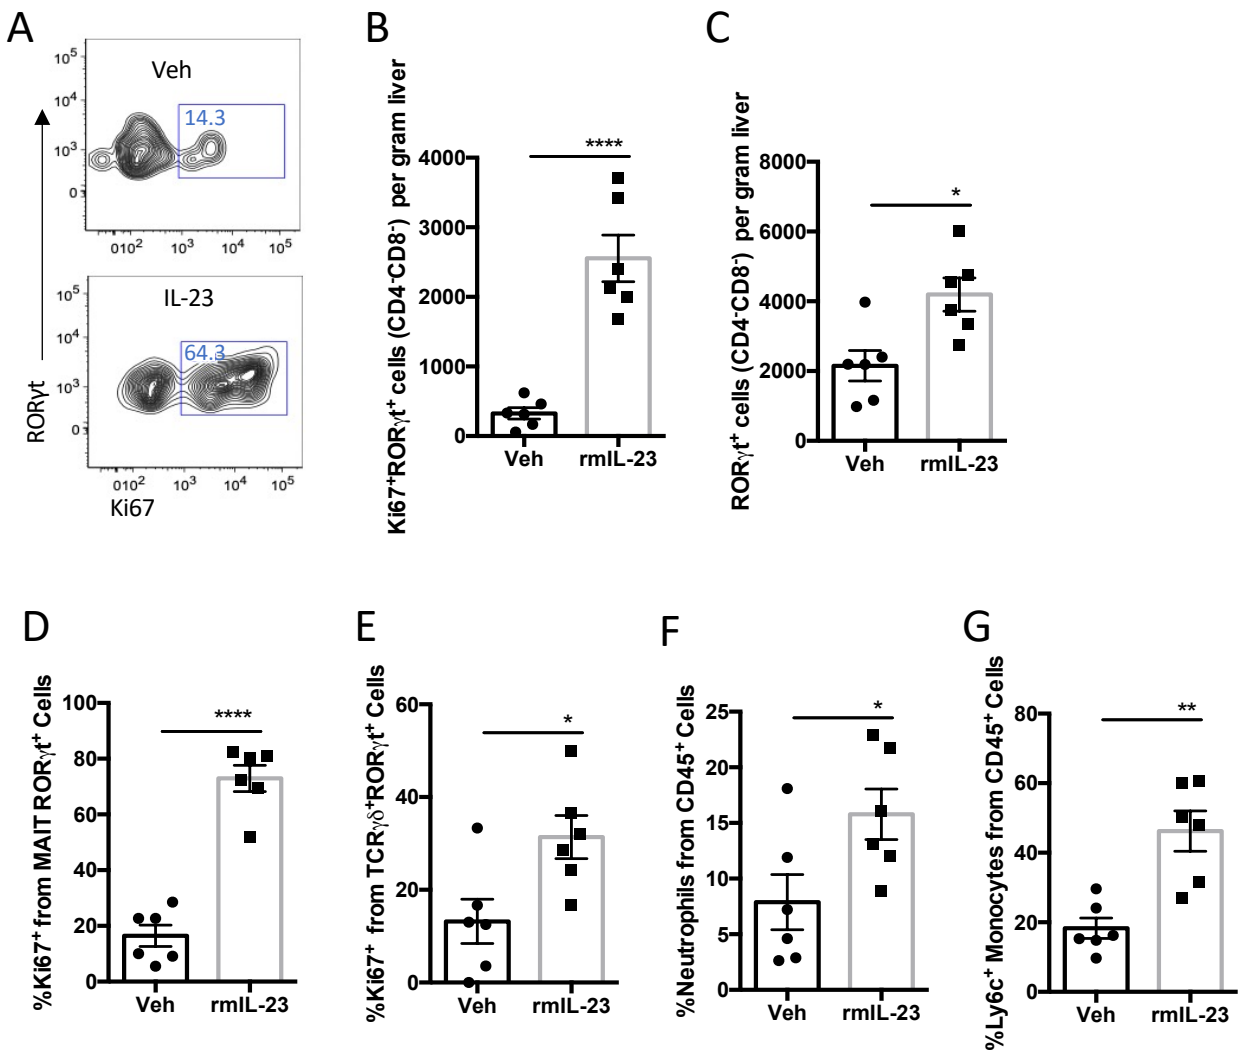 A
B
C
Veh
14.3
10⁵
10⁴
10³
0
010² 10³ 10⁴ 10⁵
IL-23
64.3
10⁵
10⁴
10³
0
010² 10³ 10⁴ 10⁵
RORγt
Ki67
Ki67⁺RORγt⁺ cells (CD4⁻CD8⁻) per gram liver
4000
3000
2000
1000
0
****
Veh rmIL-23
RORγt⁺ cells (CD4⁻CD8⁻) per gram liver
8000
6000
4000
2000
0
*
Veh rmIL-23
D
E
F
G
%Ki67⁺ from MAIT RORγt⁺ Cells
100
80
60
40
20
0
****
Veh rmIL-23
%Ki67⁺ from TCRγδ⁺RORγt⁺ Cells
60
40
20
0
*
Veh rmIL-23
%Neutrophils from CD45⁺ Cells
25
20
15
10
5
0
*
Veh rmIL-23
%Ly6c⁺ Monocytes from CD45⁺ Cells
80
60
40
20
0
**
Veh rmIL-23